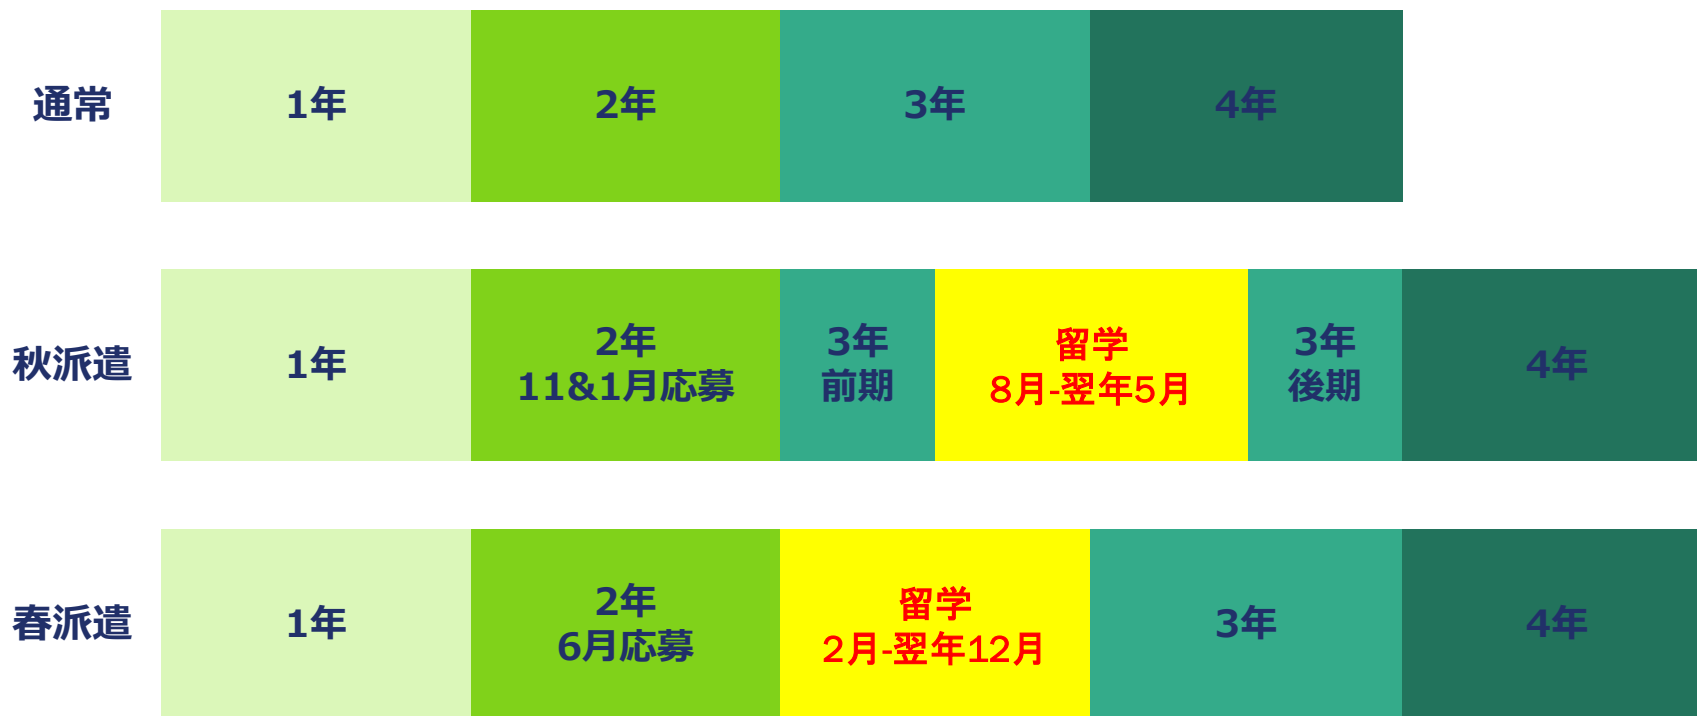 通常
1年
2年
3年
4年
秋派遣
1年
2年
11&1月応募
3年
前期
留学
8月-翌年5月
3年
後期
4年
春派遣
1年
2年
6月応募
留学
2月-翌年12月
3年
4年